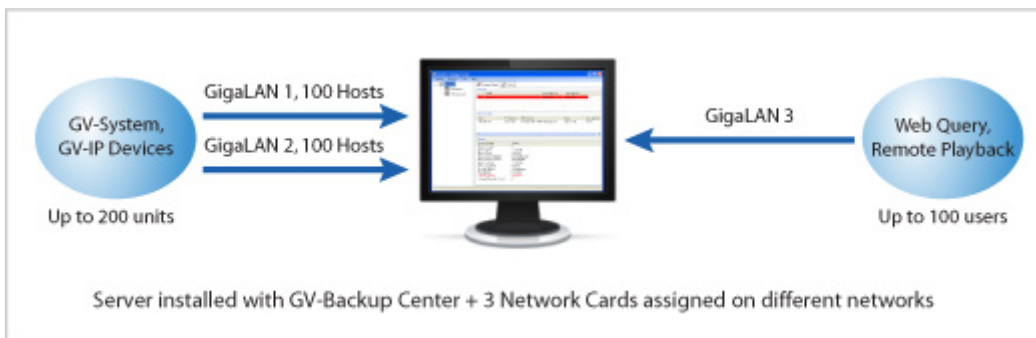 GV-System,
GV-IP Devices
Up to 200 units
GigaLAN 1, 100 Hosts
GigaLAN 2, 100 Hosts
GigaLAN 3
Web Query,
Remote Playback
Up to 100 users
Server installed with GV-Backup Center + 3 Network Cards assigned on different networks